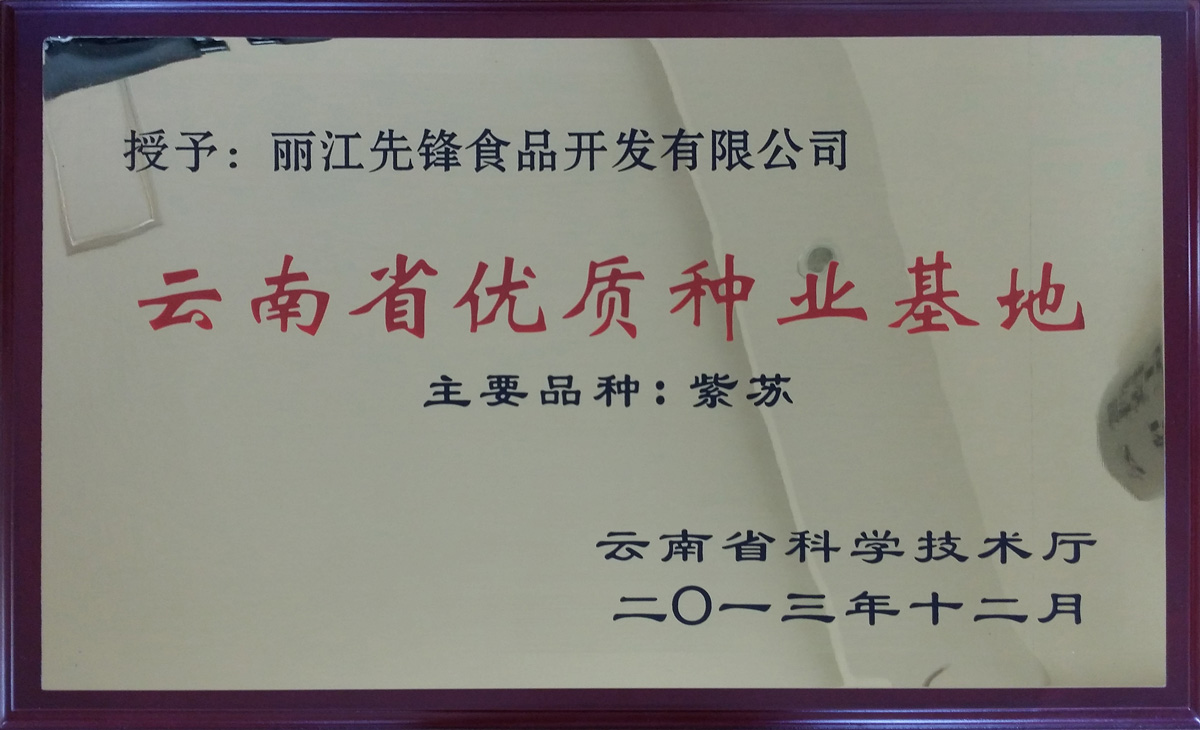 授予：丽江先锋食品开发有限公司
云南省优质种业基地
主要品种：紫苏
云南省科学技术厅
二〇一三年十二月